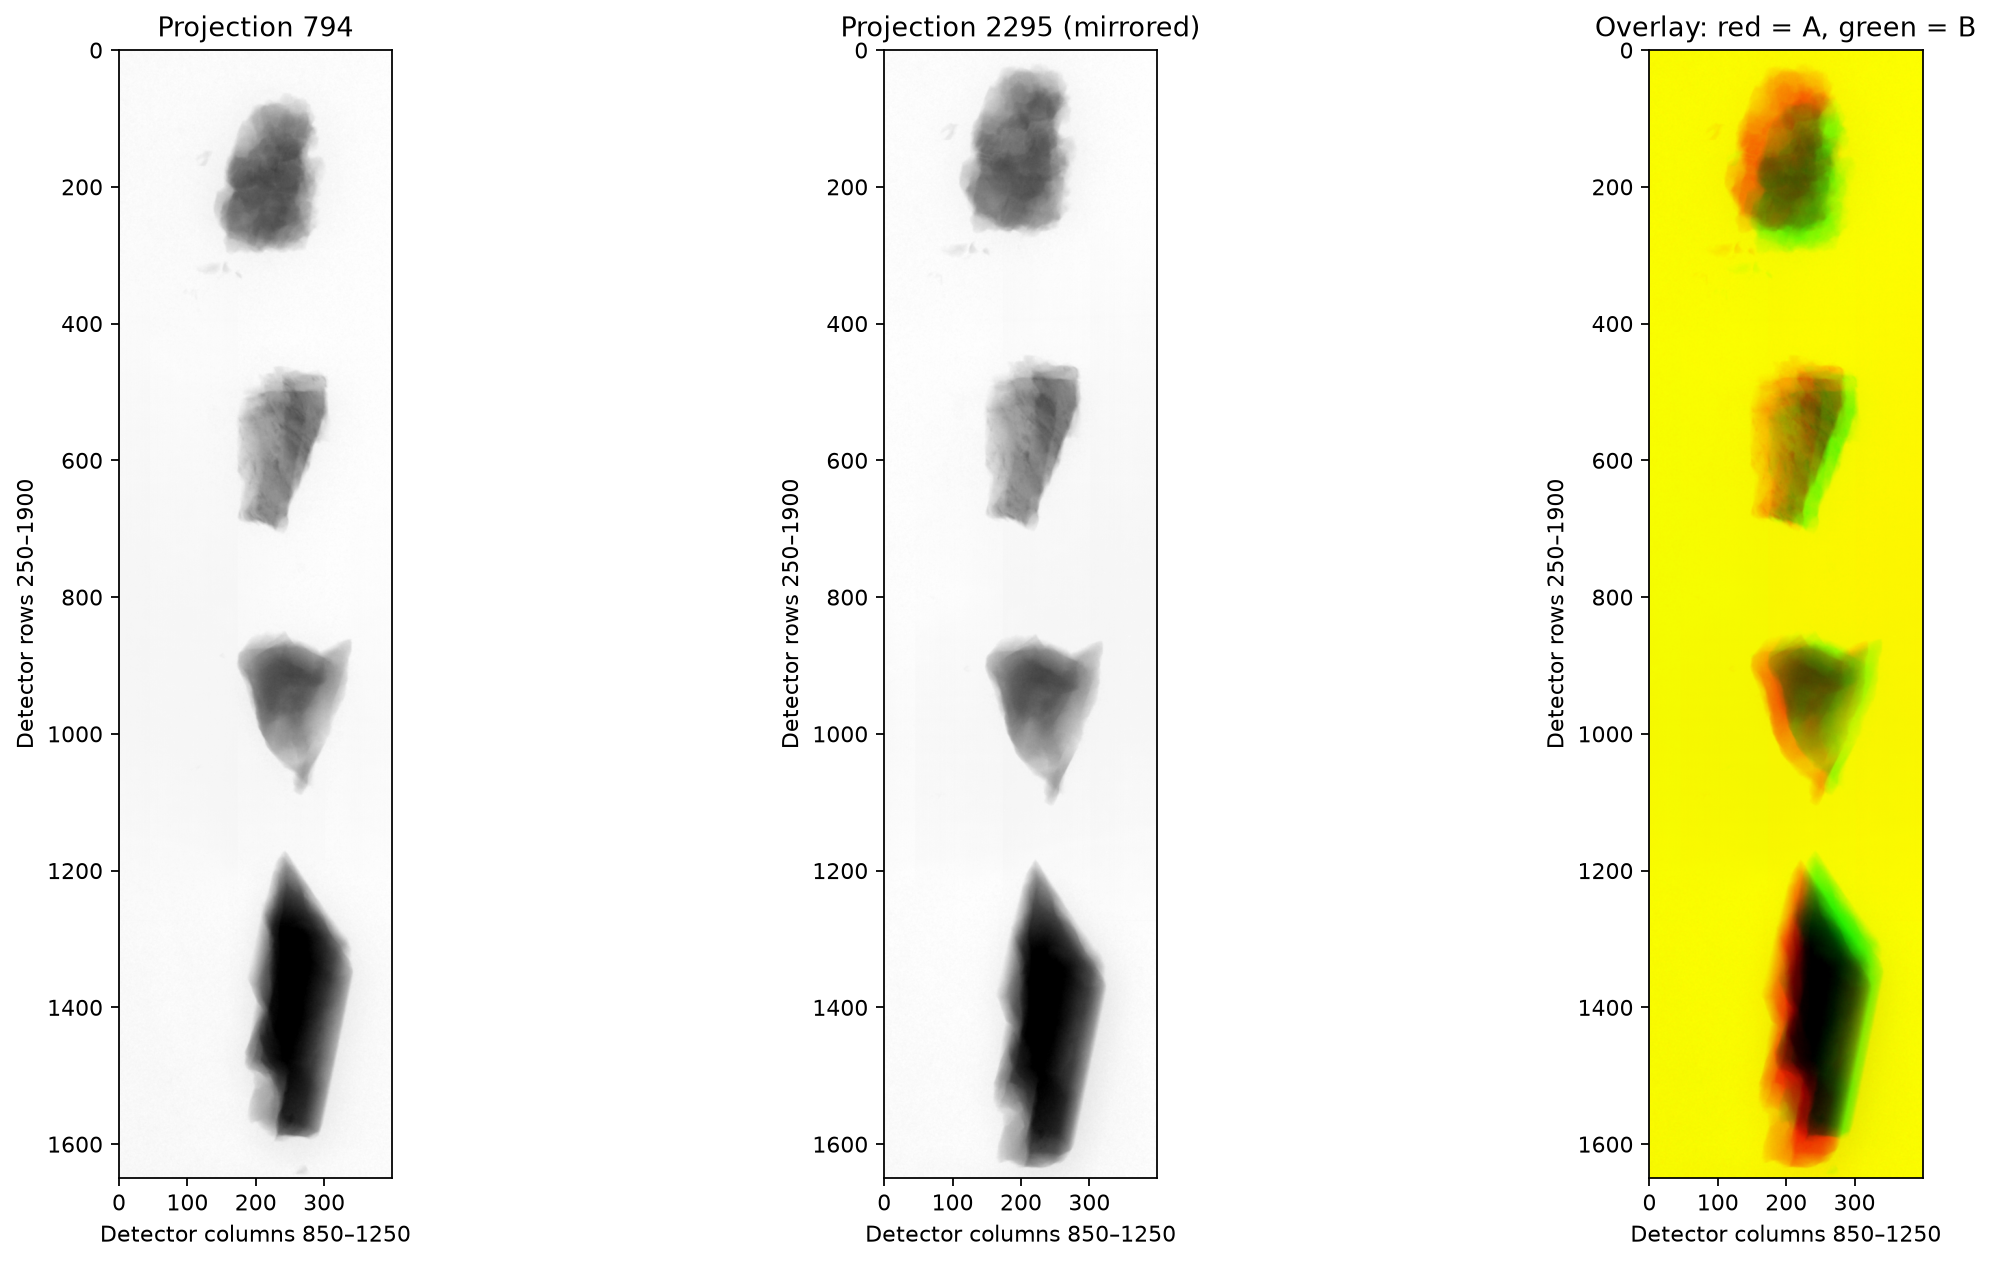 Projection 794
Projection 2295 (mirrored)
Overlay: red = A, green = B
0
200
400
600
800
1000
1200
1400
1600
Detector rows 250–1900
0 100 200 300
Detector columns 850–1250
0
200
400
600
800
1000
1200
1400
1600
Detector rows 250–1900
0 100 200 300
Detector columns 850–1250
0
200
400
600
800
1000
1200
1400
1600
Detector rows 250–1900
0 100 200 300
Detector columns 850–1250